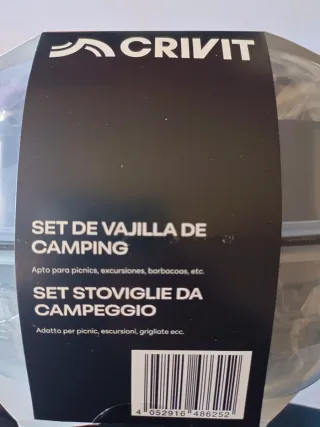 CRIVIT
SET DE VAJILLA DE
CAMPING
Apto para picnics, excursiones, barbacoas, etc.
SET STOVIGLIE DA
CAMPEGGIO
Adatto per picnic, escursioni, grigliate ecc.
4 052916 486252